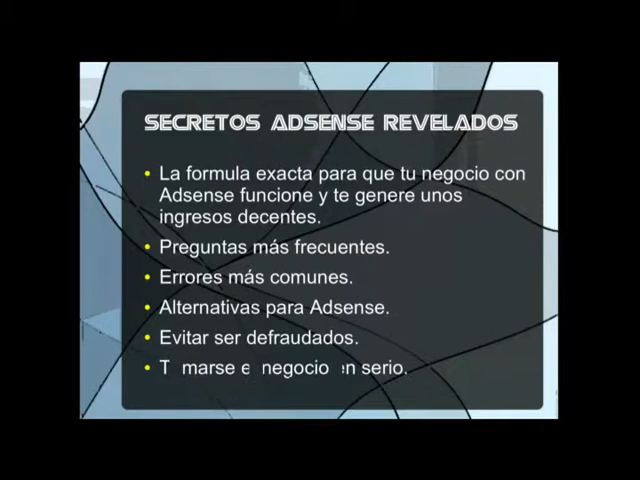 SECRETOS ADSENSE REVELADOS
• La formula exacta para que tu negocio con
Adsense funcione y te genere unos
ingresos decentes.
• Preguntas más frecuentes.
• Errores más comunes.
• Alternativas para Adsense.
• Evitar ser defraudados.
• negocio serio.